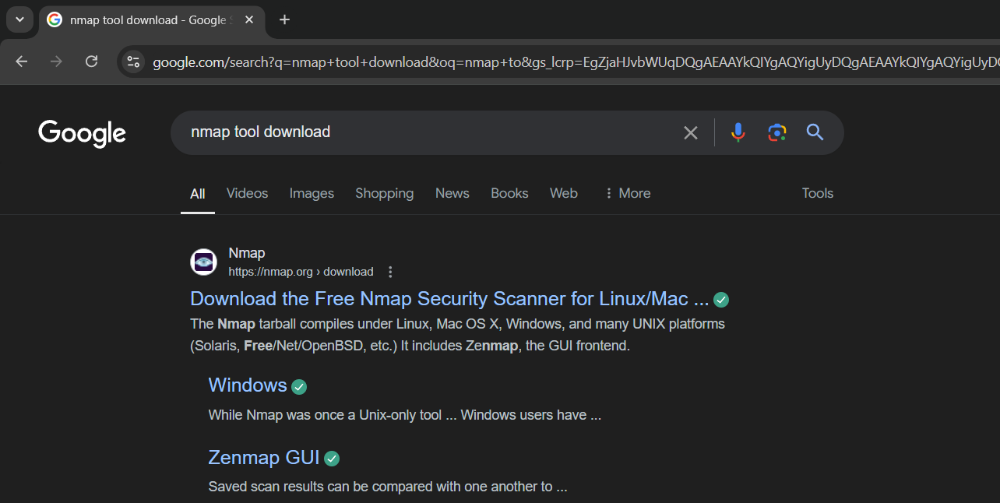 nmap tool download - Google
google.com/search?q=nmap+tool+download&oq=nmap+to&gs_lcrp=EgZjaHJvbWUqDQgAEAAYkQIYgAQYigUyDQgAEAAYkQIYgAQYigUyD
Google
nmap tool download
All Videos Images Shopping News Books Web More Tools
Nmap
https://nmap.org › download
Download the Free Nmap Security Scanner for Linux/Mac ...
The Nmap tarball compiles under Linux, Mac OS X, Windows, and many UNIX platforms
(Solaris, Free/Net/OpenBSD, etc.) It includes Zenmap, the GUI frontend.
Windows
While Nmap was once a Unix-only tool ... Windows users have ...
Zenmap GUI
Saved scan results can be compared with one another to ...